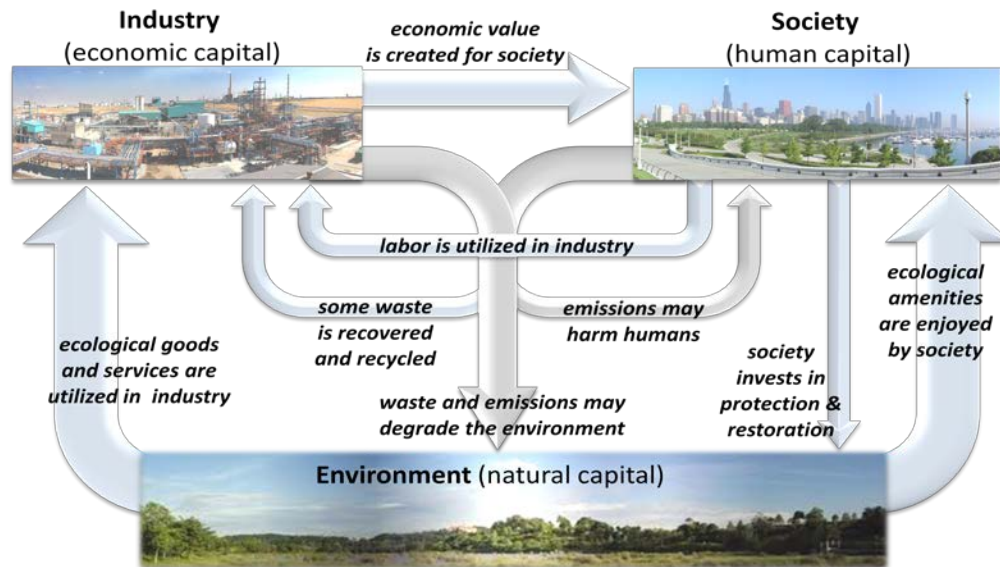 Industry
(economic capital)
economic value
is created for society
Society
(human capital)
labor is utilized in industry
some waste
is recovered
and recycled
emissions may
harm humans
ecological goods
and services are
utilized in industry
waste and emissions may
degrade the environment
society
invests in
protection &
restoration
ecological
amenities
are enjoyed
by society
Environment (natural capital)